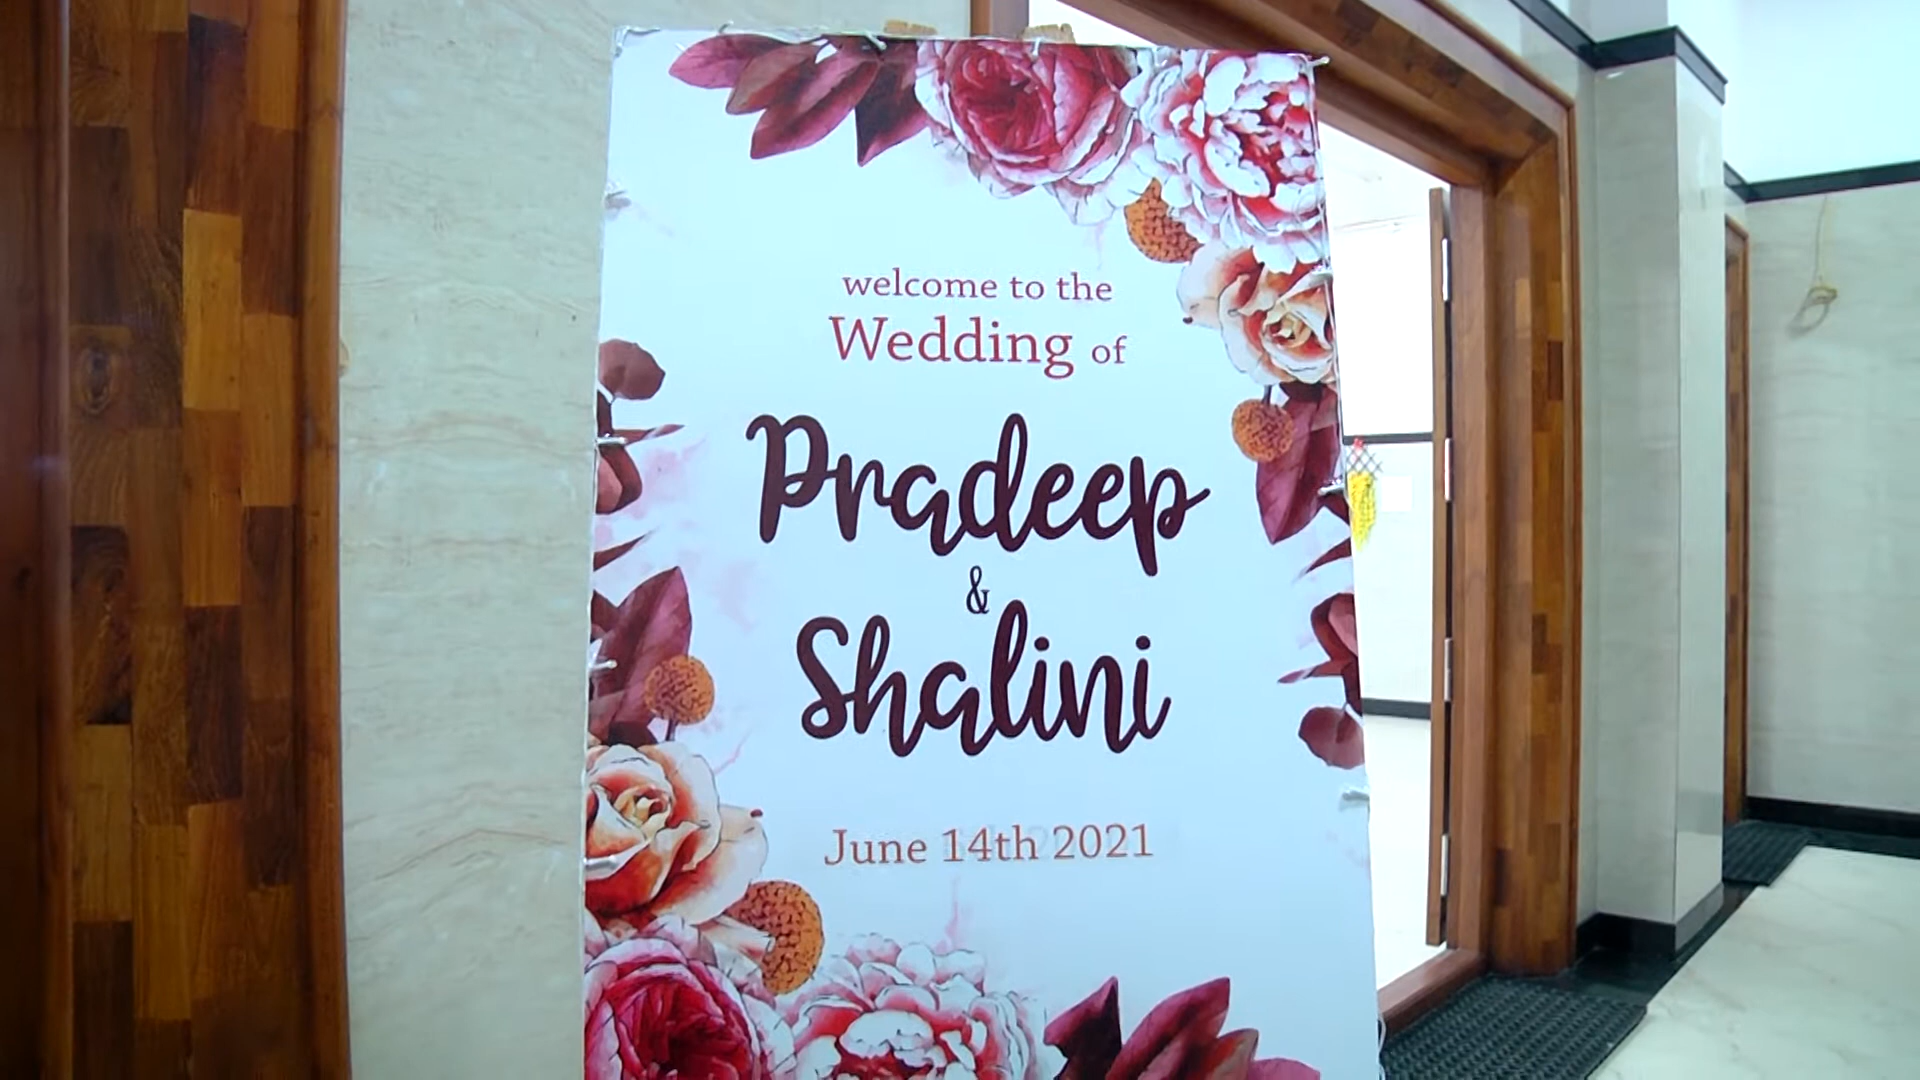 welcome to the
Wedding of
Pradeep
&
Shalini
June 14th 2021